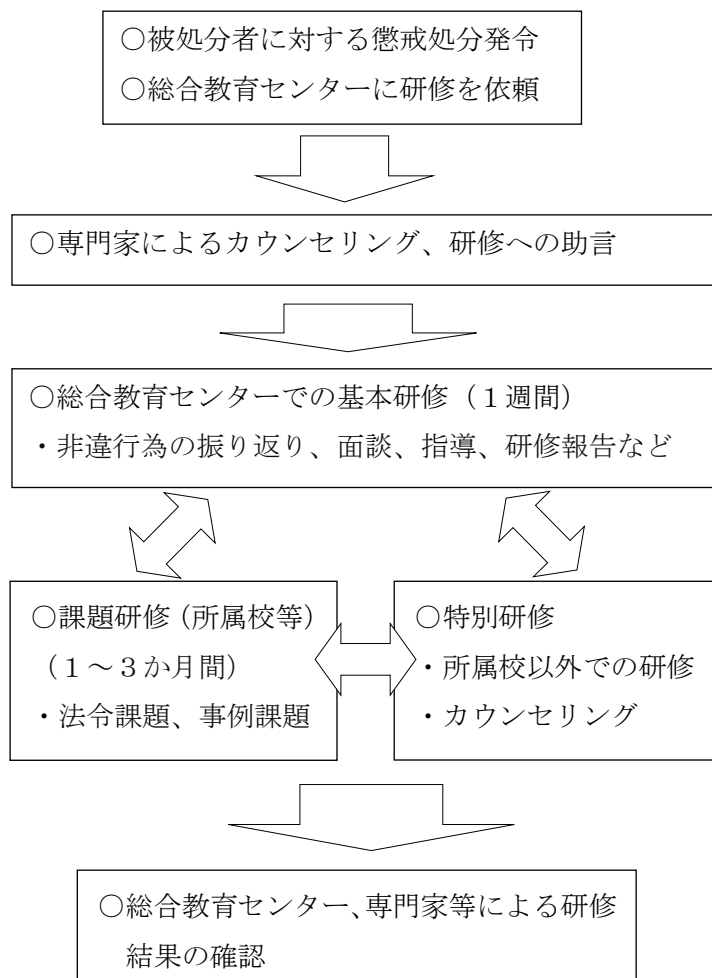 ○被処分者に対する懲戒処分発令
○総合教育センターに研修を依頼
○専門家によるカウンセリング、研修への助言
○総合教育センターでの基本研修（１週間）
・非違行為の振り返り、面談、指導、研修報告など
○課題研修（所属校等）
（１～３か月間）
・法令課題、事例課題
○特別研修
・所属校以外での研修
・カウンセリング
○総合教育センター、専門家等による研修
結果の確認